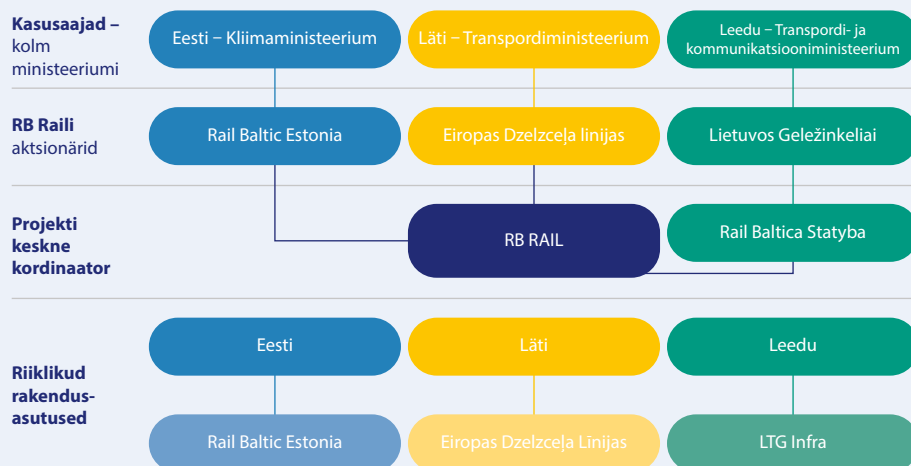 Kasusaajad –
kolm
ministeeriumi
Eesti – Kliimaministeerium
Läti – Transpordiministeerium
Leedu – Transpordi- ja
kommunikatsiooniministeerium
RB Raili
aktsionärid
Rail Baltic Estonia
Eiropas Dzelzceļa linijas
Lietuvos Geležinkeliai
Projekti
keskne
kordinaator
RB RAIL
Rail Baltica Statyba
Riiklikud
rakendus-
asutused
Eesti
Läti
Leedu
Rail Baltic Estonia
Eiropas Dzelzceļa Līnijas
LTG Infra